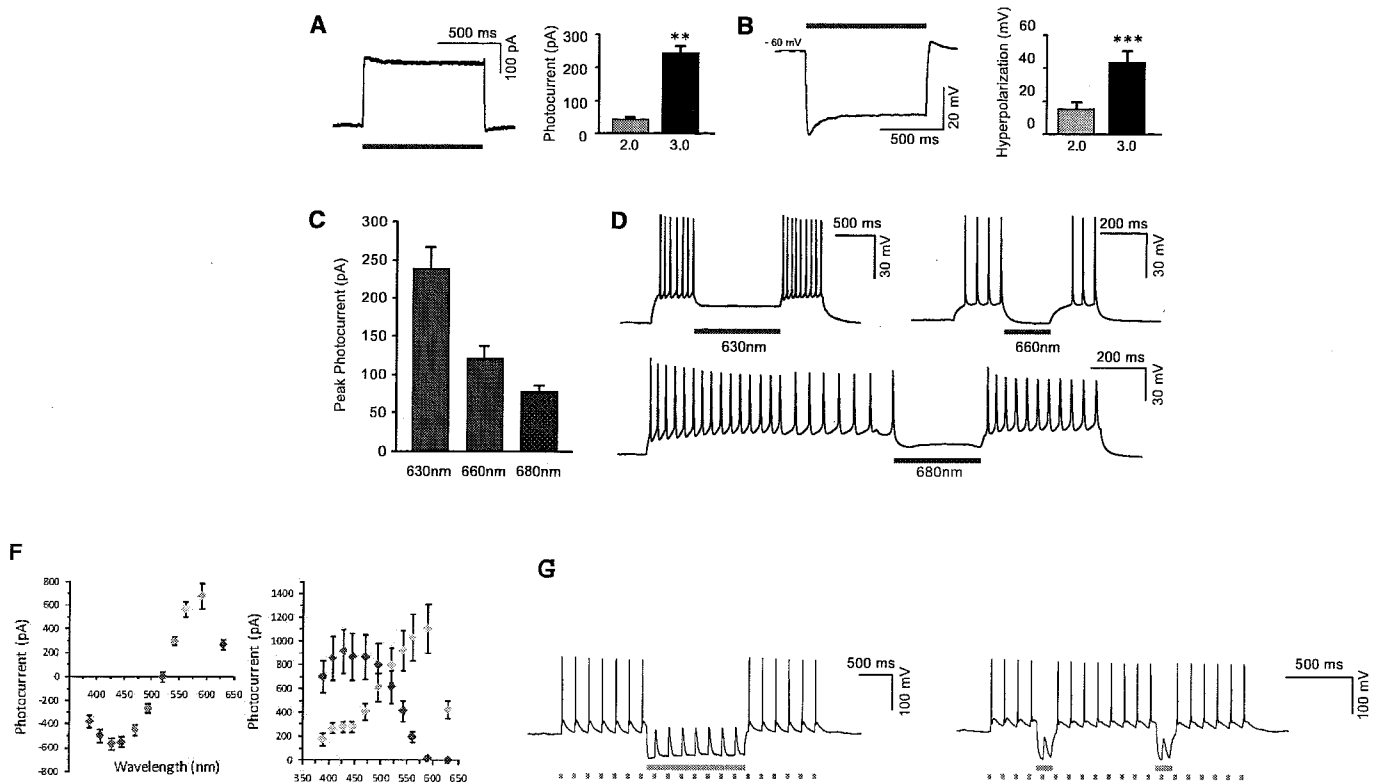 A
500 ms
100 pA
Photocurrent (pA)
300
200
100
0
**
2.0
3.0
B
- 60 mV
20 mV
500 ms
Hyperpolarization (mV)
60
40
20
0
***
2.0
3.0
C
Peak Photocurrent (pA)
300
250
200
150
100
50
0
630nm
660nm
680nm
D
500 ms
30 mV
630nm
200 ms
30 mV
660nm
200 ms
30 mV
680nm
F
Photocurrent (pA)
800
600
400
200
0
-200
-400
-600
-800
400
450
500
550
600
650
Wavelength (nm)
Photocurrent (pA)
1400
1200
1000
800
600
400
200
0
350
400
450
500
550
600
650
G
500 ms
100 mV
500 ms
100 mV